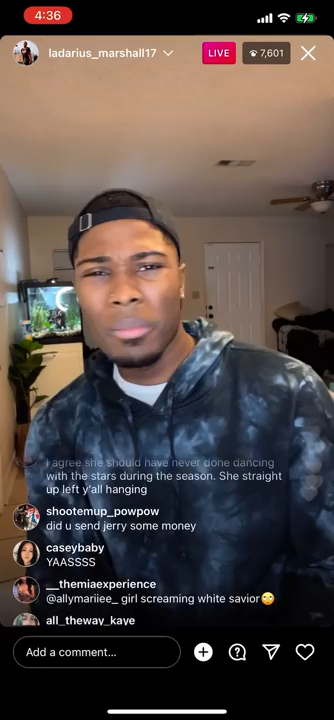 4:36
ladarius_marshall17
LIVE
7,601
I agree she should have never done dancing
with the stars during the season. She straight
up left y'all hanging
shootemup_powpow
did u send jerry some money
caseybaby
YAASSSS
__themiaexperience
@allymariiee_ girl screaming white savior🙄
all_theway_kaye
Add a comment...